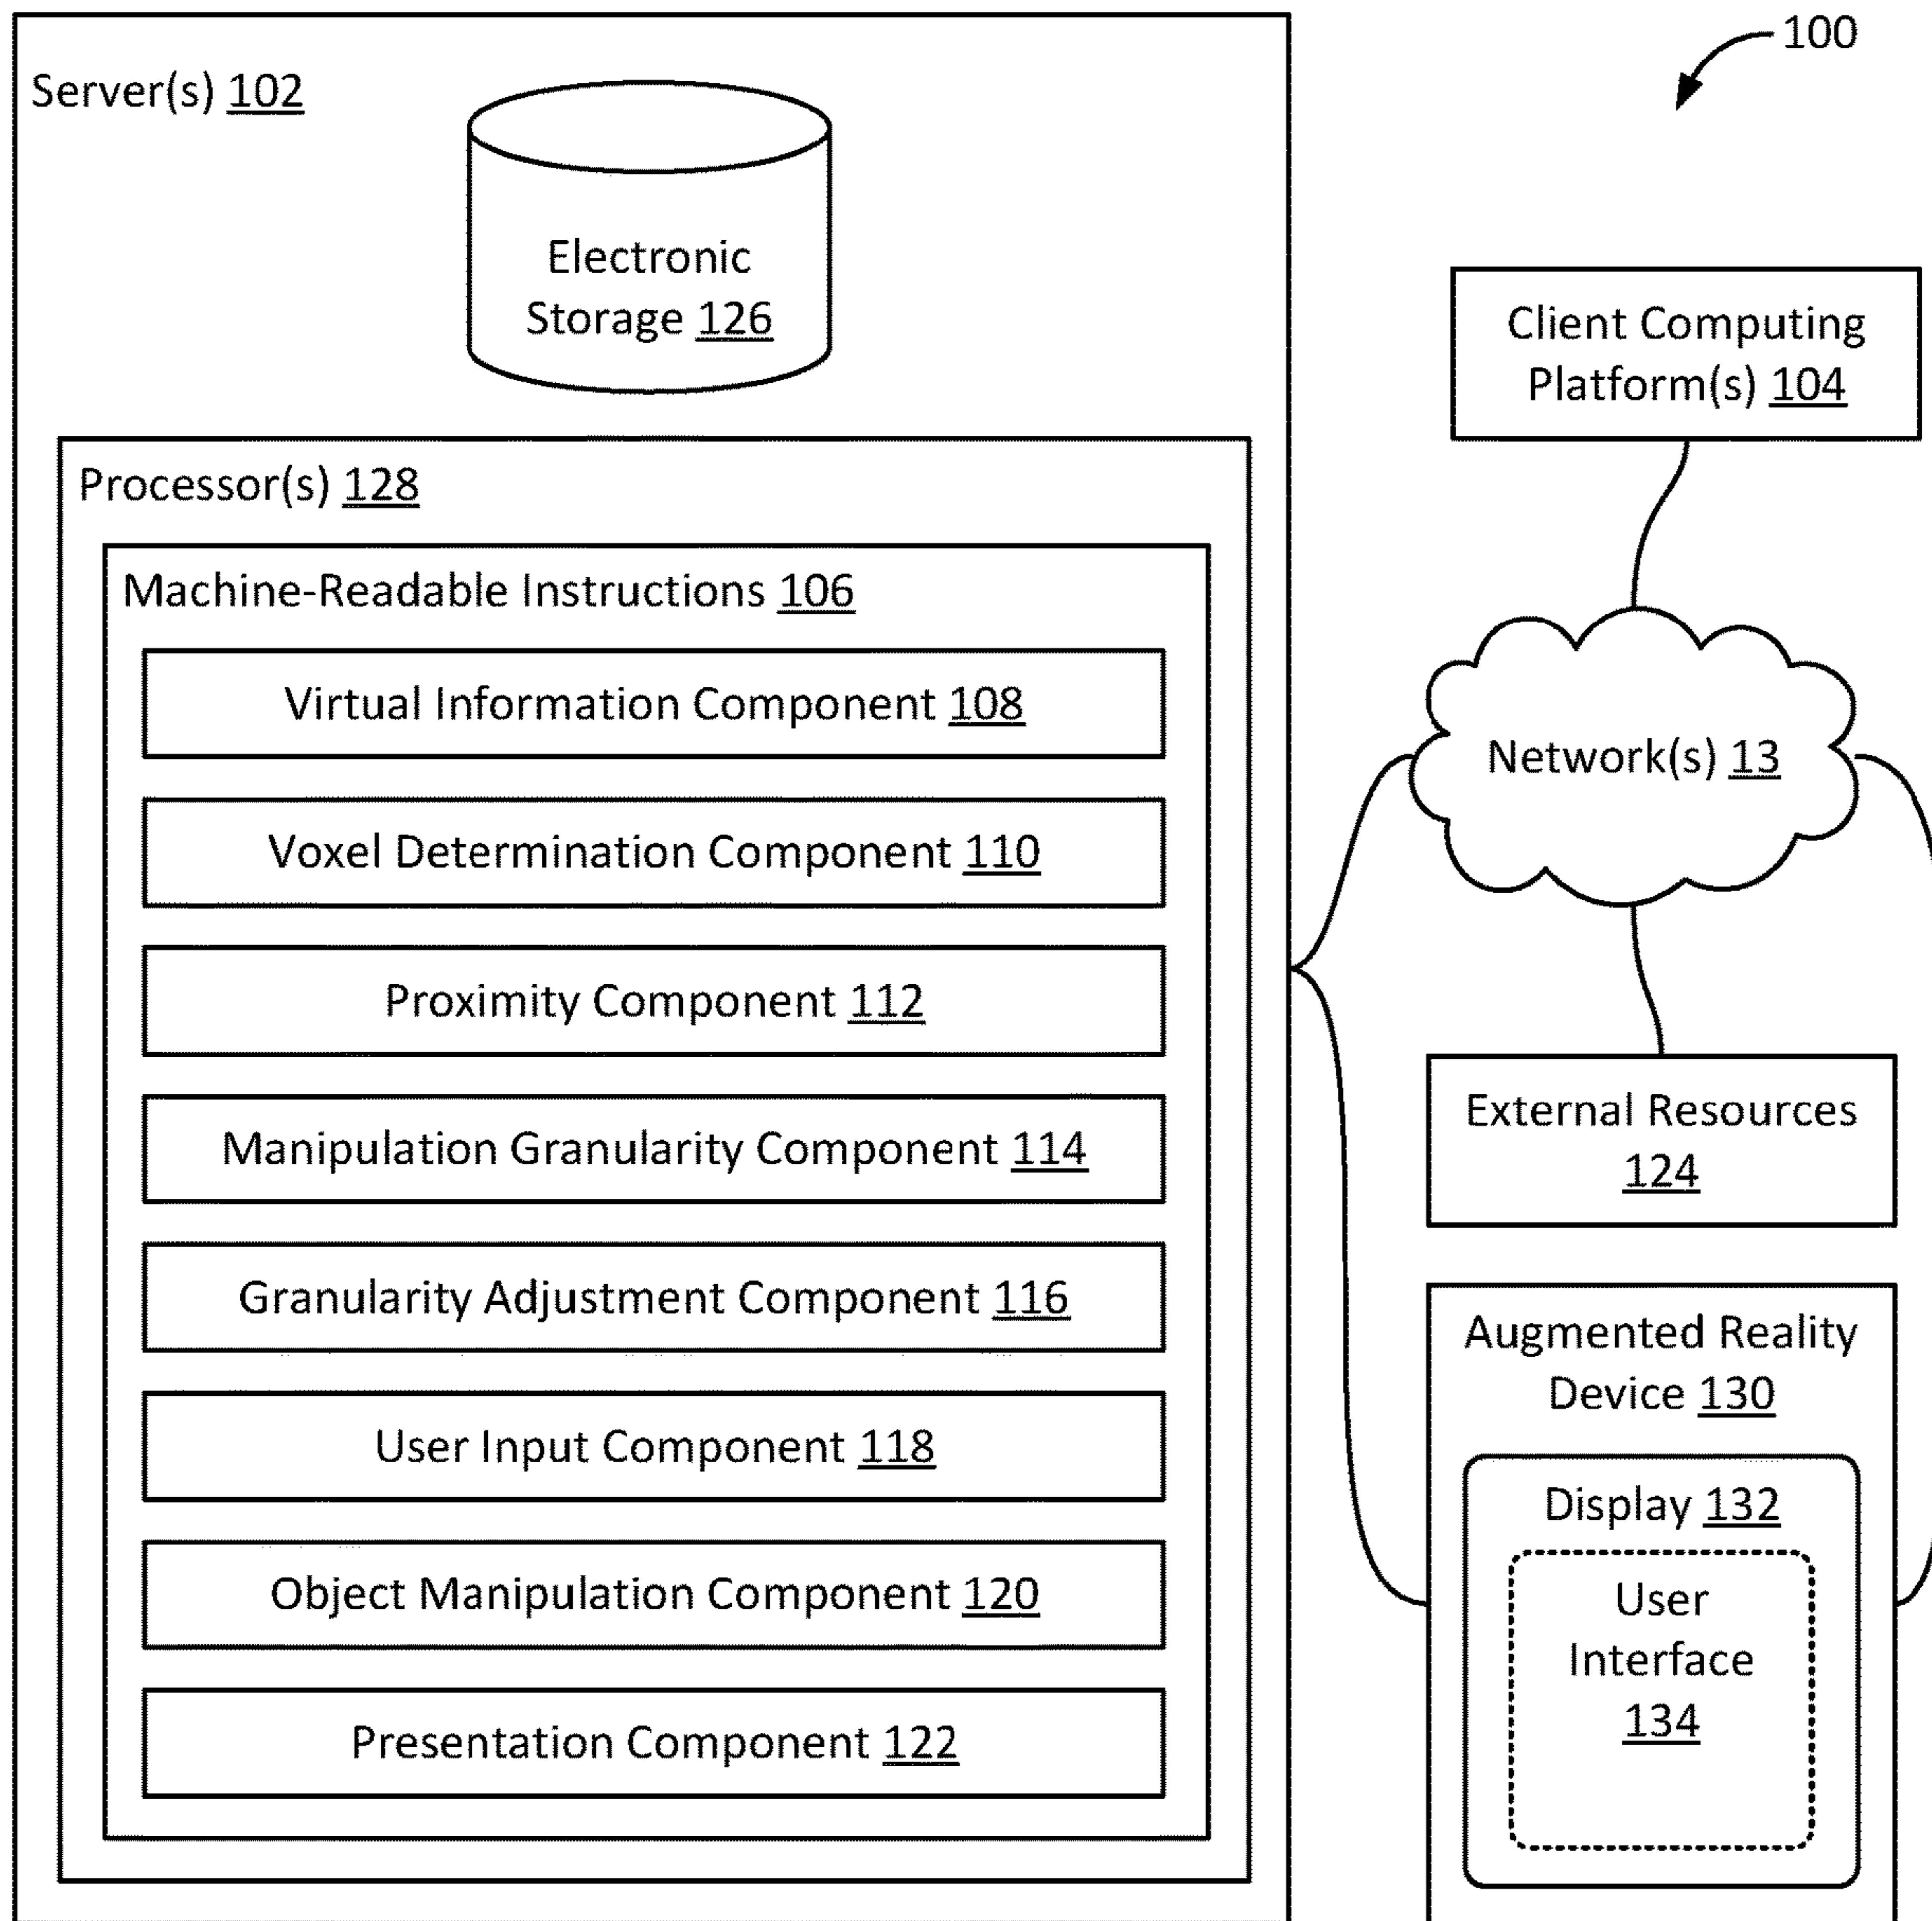 100
Server(s) 102
Electronic
Storage 126
Client Computing
Platform(s) 104
Processor(s) 128
Machine-Readable Instructions 106
Virtual Information Component 108
Network(s) 13
Voxel Determination Component 110
Proximity Component 112
External Resources
124
Manipulation Granularity Component 114
Granularity Adjustment Component 116
Augmented Reality
Device 130
User Input Component 118
Display 132
Object Manipulation Component 120
User
Interface
134
Presentation Component 122